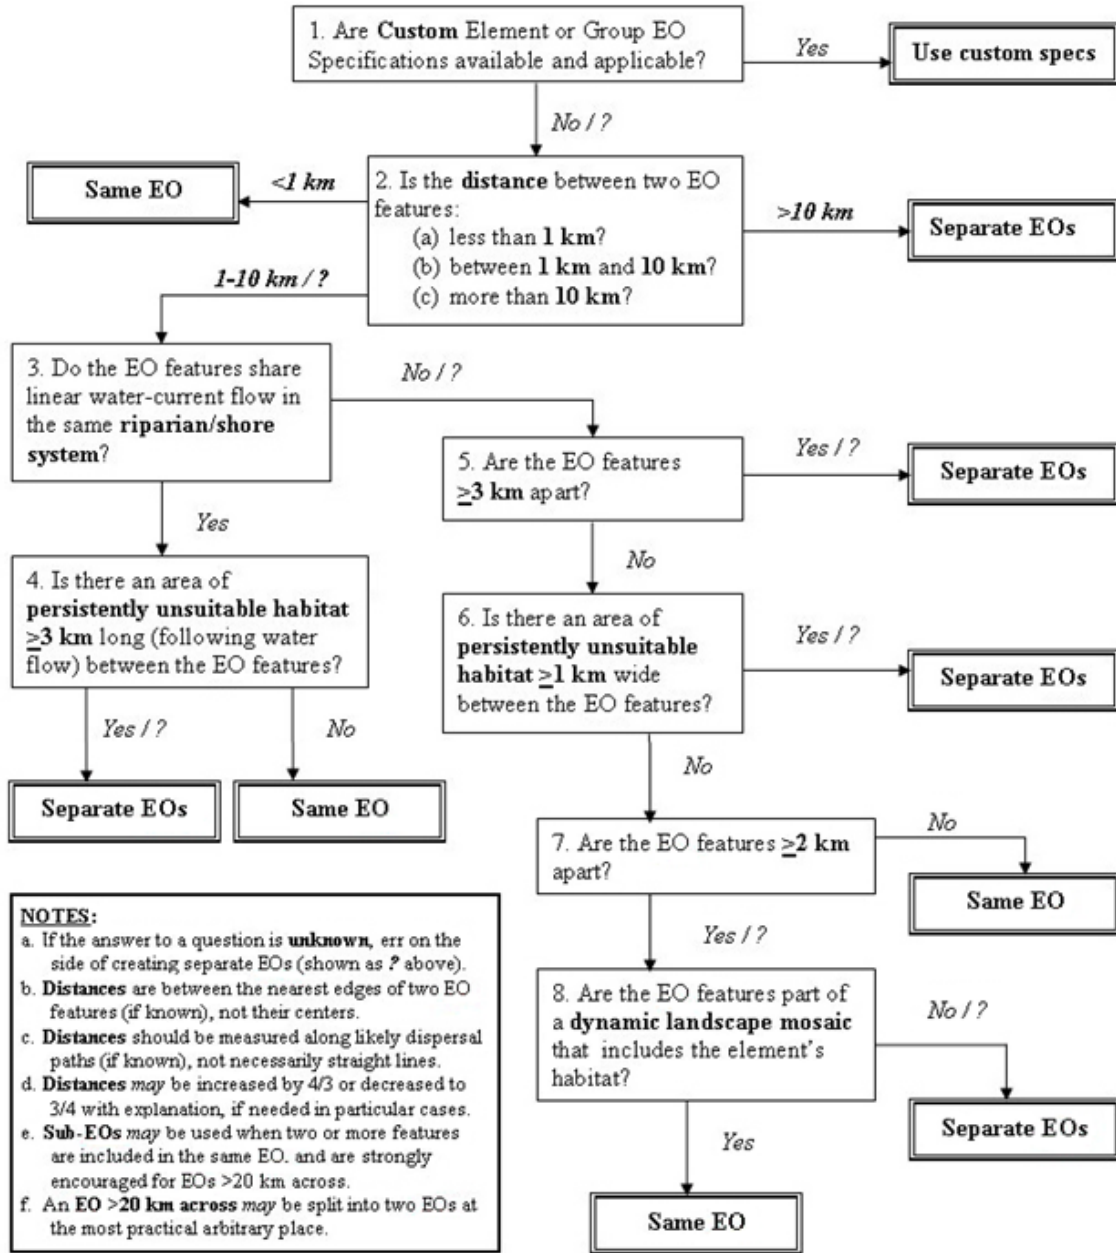 1. Are Custom Element or Group EO
Specifications available and applicable?
Yes
Use custom specs
No / ?
Same EO
<1 km
2. Is the distance between two EO
features:
(a) less than 1 km?
(b) between 1 km and 10 km?
(c) more than 10 km?
>10 km
Separate EOs
1-10 km / ?
3. Do the EO features share
linear water-current flow in
the same riparian/shore
system?
No / ?
5. Are the EO features
≥3 km apart?
Yes / ?
Separate EOs
Yes
No
4. Is there an area of
persistently unsuitable habitat
≥3 km long (following water
flow) between the EO features?
6. Is there an area of
persistently unsuitable
habitat ≥1 km wide
between the EO features?
Yes / ?
Separate EOs
Yes / ?
No
Separate EOs
Same EO
No
7. Are the EO features ≥2 km
apart?
No
Same EO
Yes / ?
8. Are the EO features part of
a dynamic landscape mosaic
that includes the element's
habitat?
No / ?
Separate EOs
Yes
Same EO
NOTES:
a. If the answer to a question is unknown, err on the
side of creating separate EOs (shown as ? above).
b. Distances are between the nearest edges of two EO
features (if known), not their centers.
c. Distances should be measured along likely dispersal
paths (if known), not necessarily straight lines.
d. Distances may be increased by 4/3 or decreased to
3/4 with explanation, if needed in particular cases.
e. Sub-EOs may be used when two or more features
are included in the same EO. and are strongly
encouraged for EOs >20 km across.
f. An EO >20 km across may be split into two EOs at
the most practical arbitrary place.